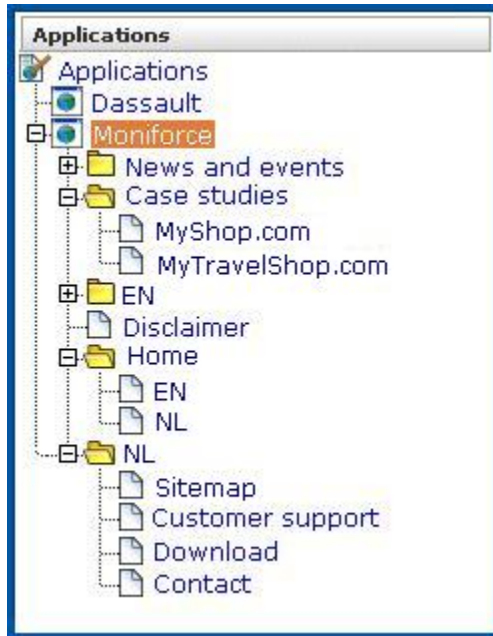 Applications
Applications
Dassault
Moniforce
News and events
Case studies
MyShop.com
MyTravelShop.com
EN
Disclaimer
Home
EN
NL
NL
Sitemap
Customer support
Download
Contact